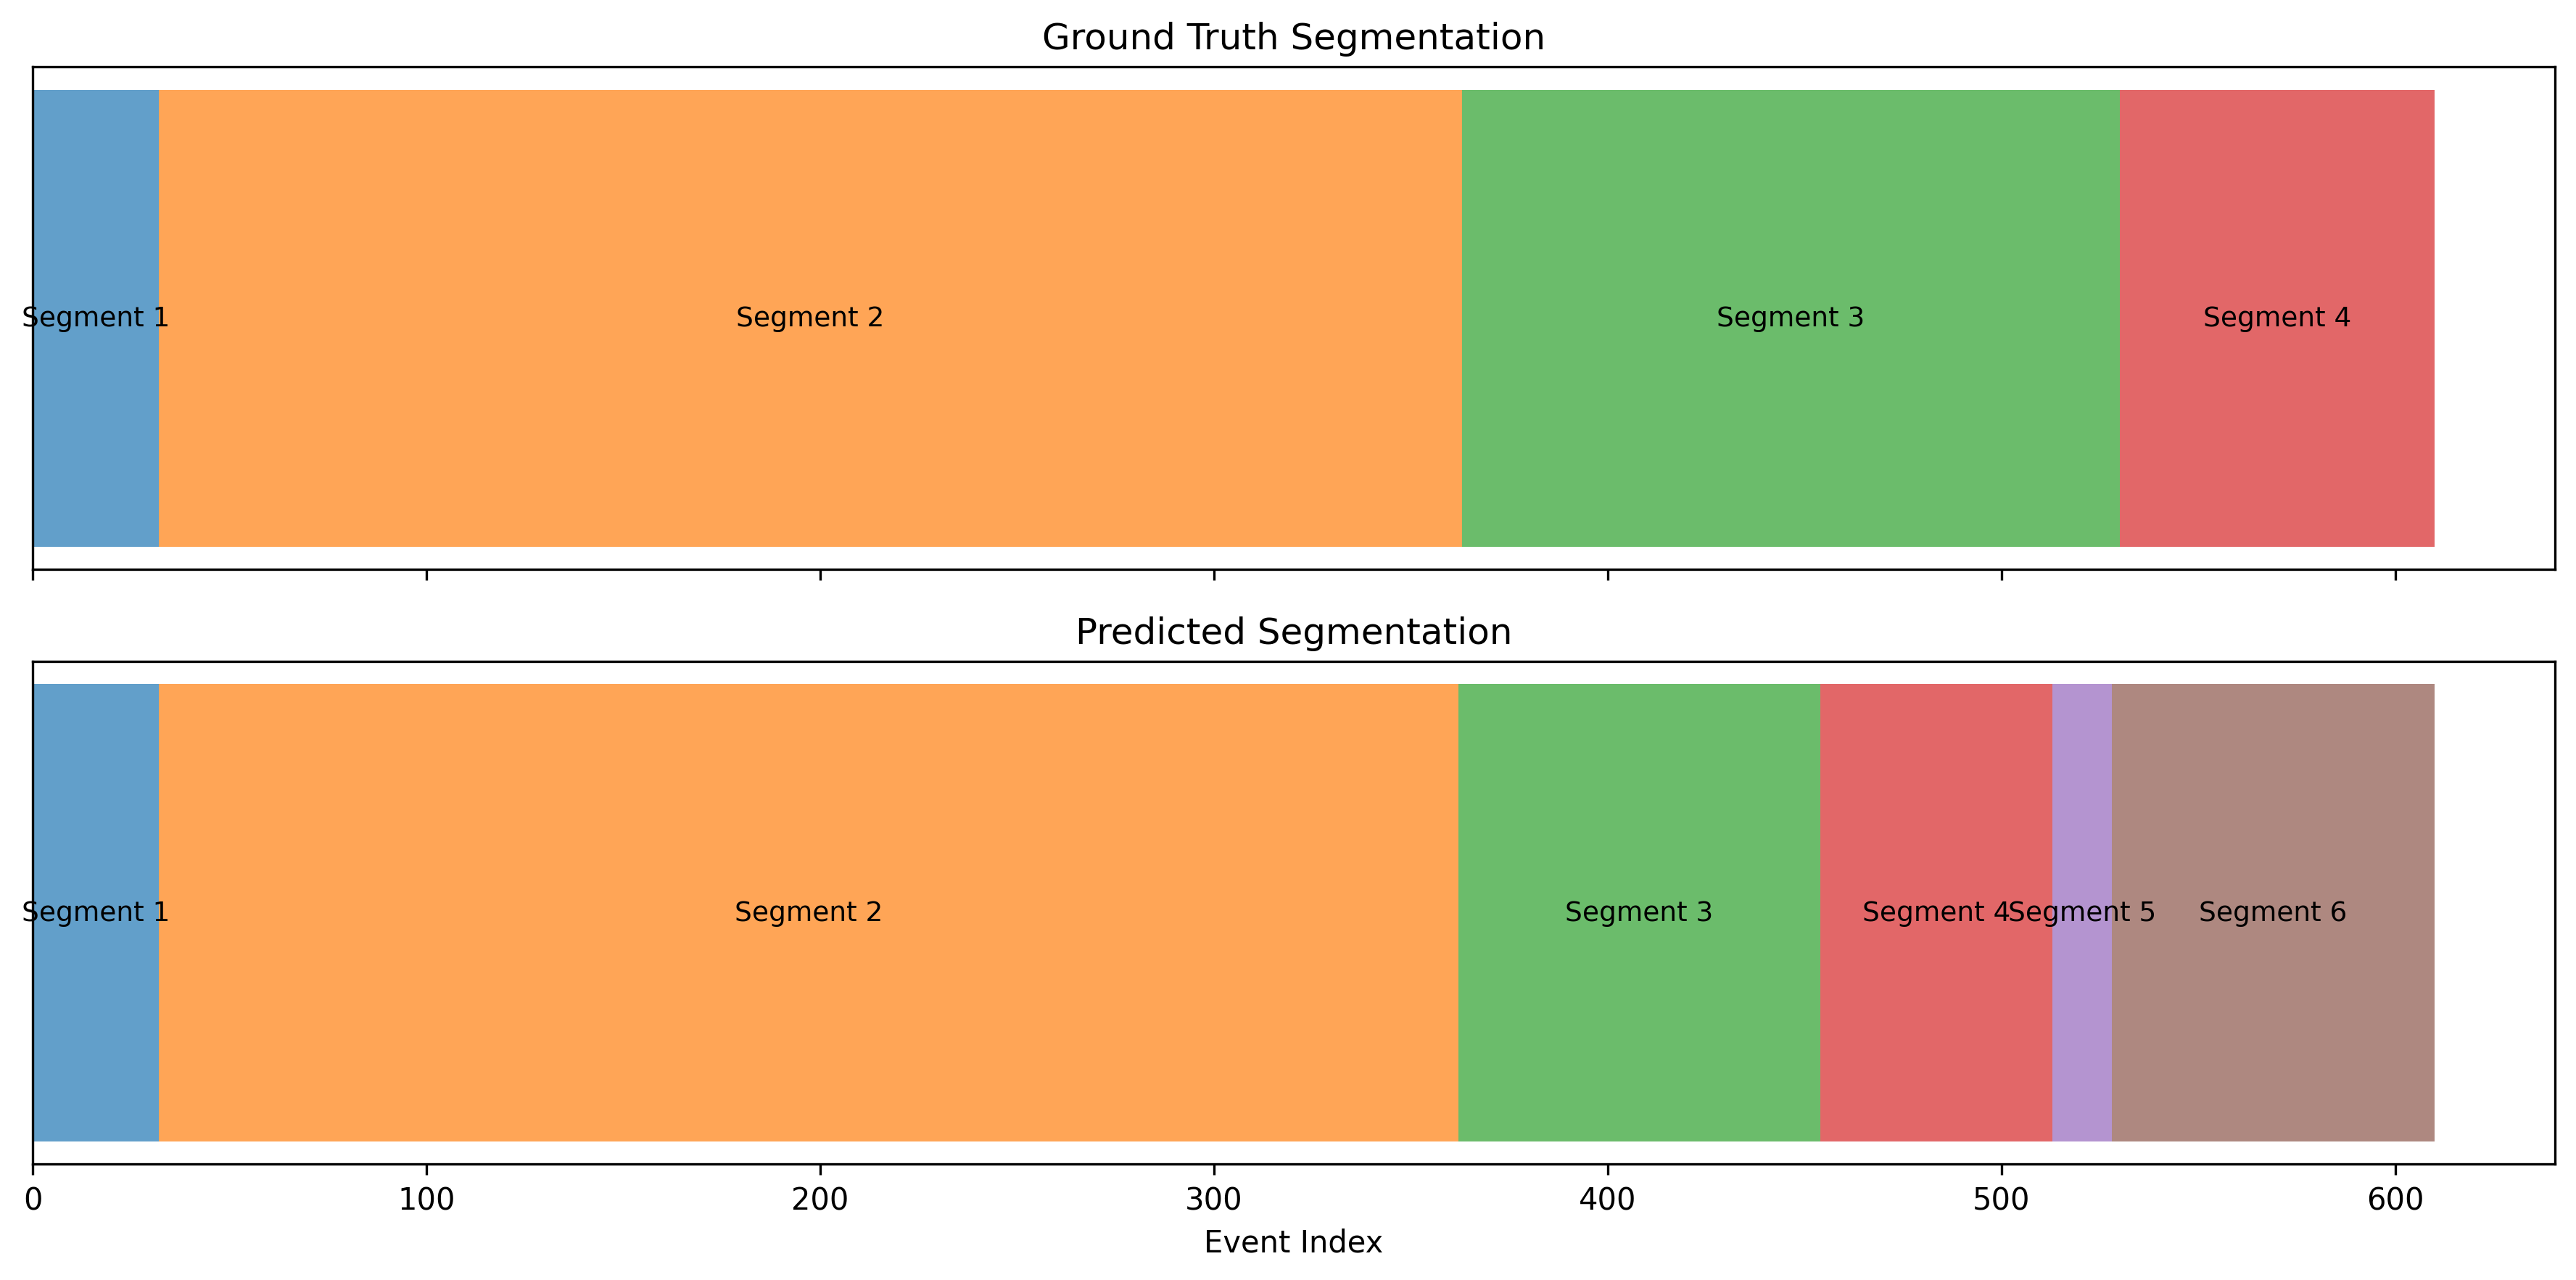 Ground Truth Segmentation
Segment 1 Segment 2 Segment 3 Segment 4
Predicted Segmentation
Segment 1 Segment 2 Segment 3 Segment 4 Segment 5 Segment 6
0 100 200 300 400 500 600
Event Index